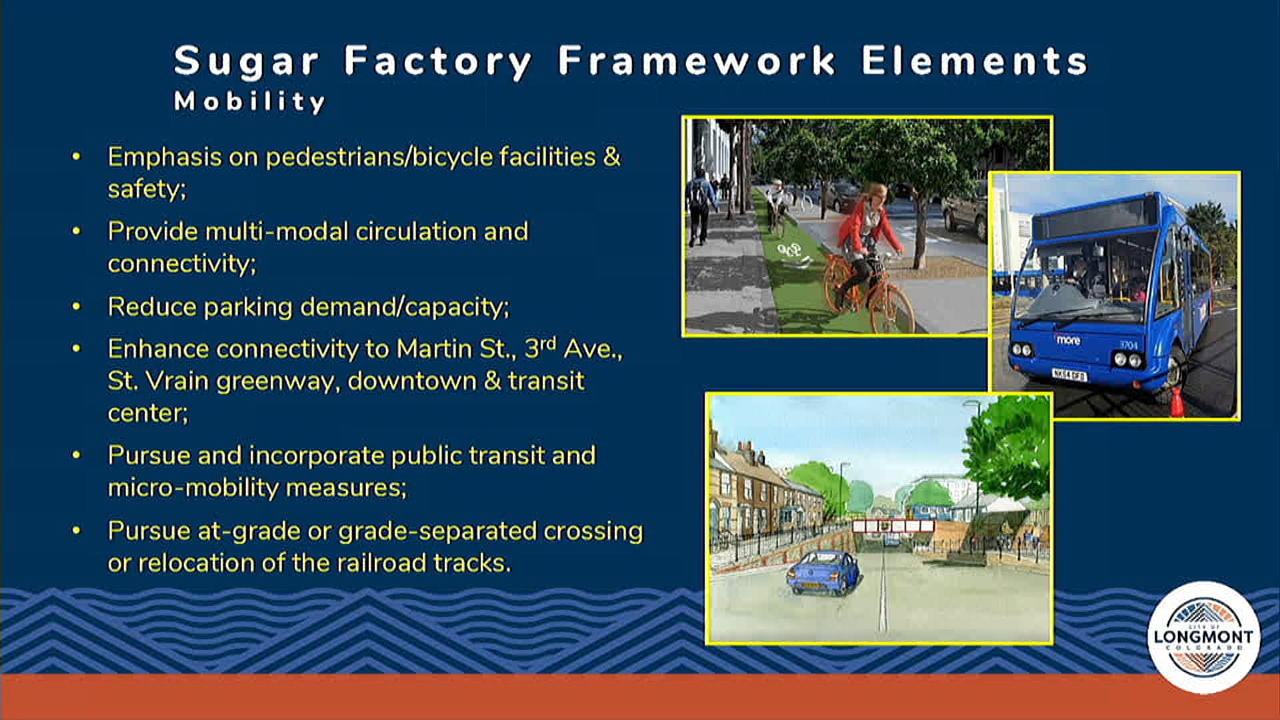 Sugar Factory Framework Elements
Mobility
• Emphasis on pedestrians/bicycle facilities &
safety;
• Provide multi-modal circulation and
connectivity;
• Reduce parking demand/capacity;
• Enhance connectivity to Martin St., 3rd Ave.,
St. Vrain greenway, downtown & transit
center;
• Pursue and incorporate public transit and
micro-mobility measures;
• Pursue at-grade or grade-separated crossing
or relocation of the railroad tracks.
more
3704
CITY OF
LONGMONT
COLORADO